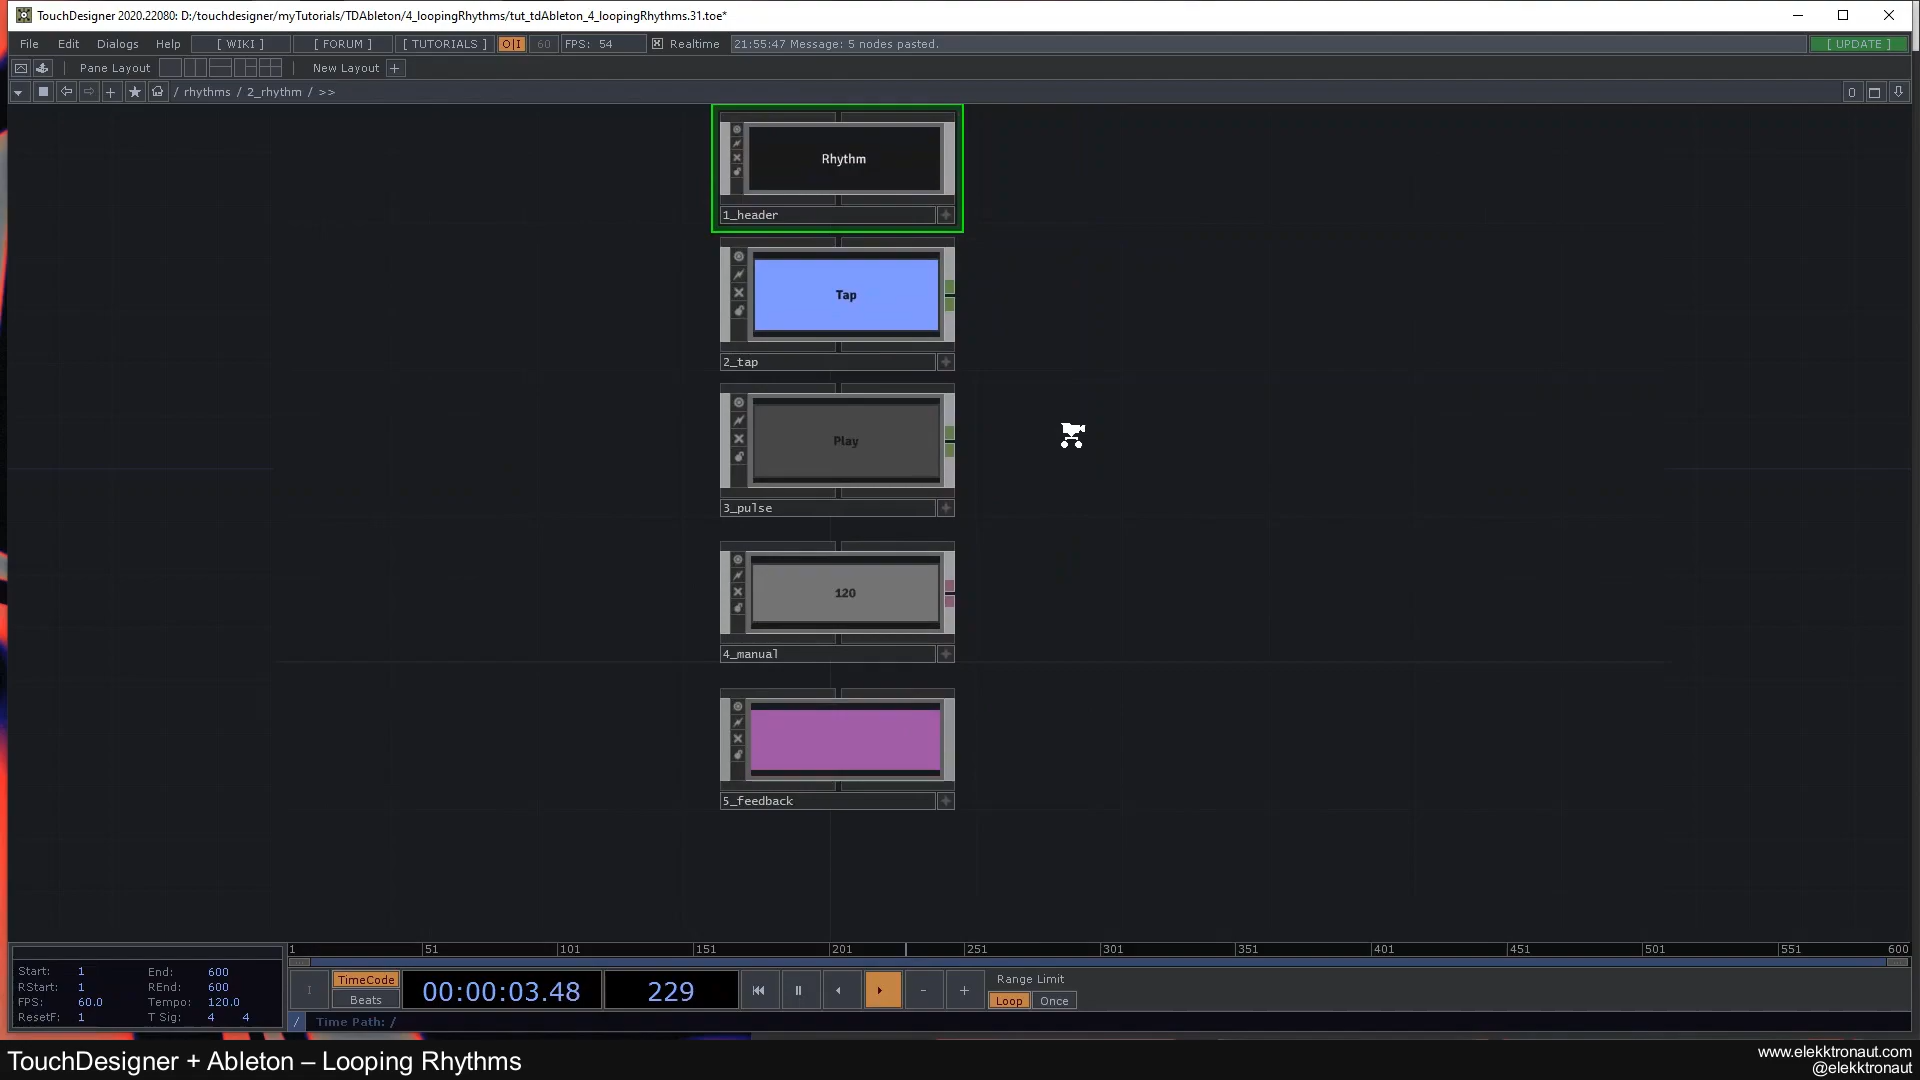 TouchDesigner 2020.22080: D:/touchdesigner/myTutorials/TDAbleton/4_loopingRhythms/tut_tdAbleton_4_loopingRhythms.31.toe*
File Edit Dialogs Help [ WIKI ] [ FORUM ] [ TUTORIALS ] O|I 60 FPS: 54 Realtime 21:55:47 Message: 5 nodes pasted. [ UPDATE ]
Pane Layout New Layout +
/ rhythms / 2_rhythm / >> 0
Rhythm
1_header
Tap
2_tap
Play
3_pulse
120
4_manual
5_feedback
1 51 101 151 201 251 301 351 401 451 501 551 600
Start: 1 End: 600
RStart: 1 REnd: 600
FPS: 60.0 Tempo: 120.0
ResetF: 1 T Sig: 4 4
I TimeCode Beats 00:00:03.48 229 - + Range Limit
Loop Once
/ Time Path: /
TouchDesigner + Ableton – Looping Rhythms
www.elekktronaut.com
@elekktronaut